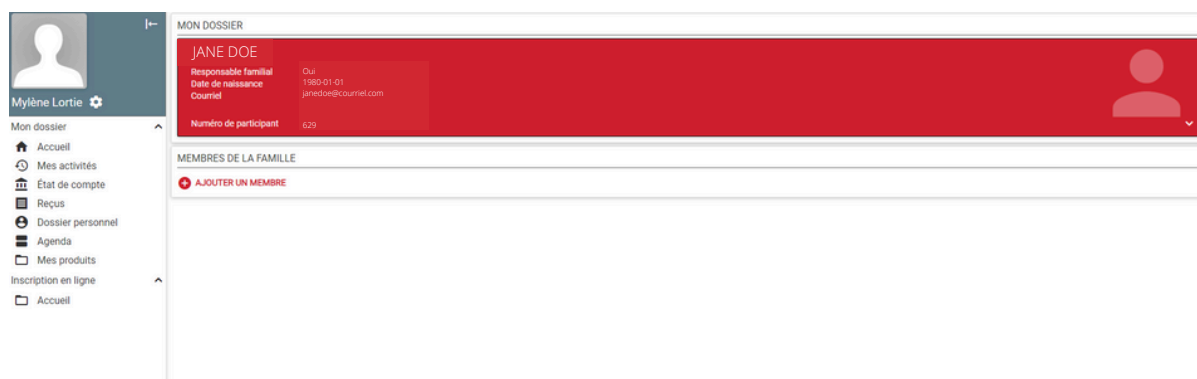 Mylène Lortie
Mon dossier
Accueil
Mes activités
État de compte
Reçus
Dossier personnel
Agenda
Mes produits
Inscription en ligne
Accueil
MON DOSSIER
JANE DOE
Responsable familial Oui
Date de naissance 1980-01-01
Courriel janedoe@courriel.com
Numéro de participant 629
MEMBRES DE LA FAMILLE
AJOUTER UN MEMBRE